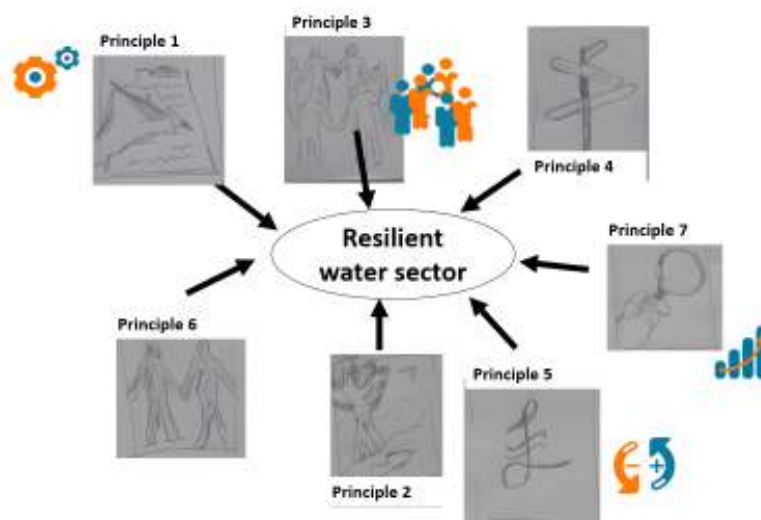 Principle 1
Principle 3
Principle 4
Resilient
water sector
Principle 7
Principle 6
Principle 5
Principle 2
£
- +